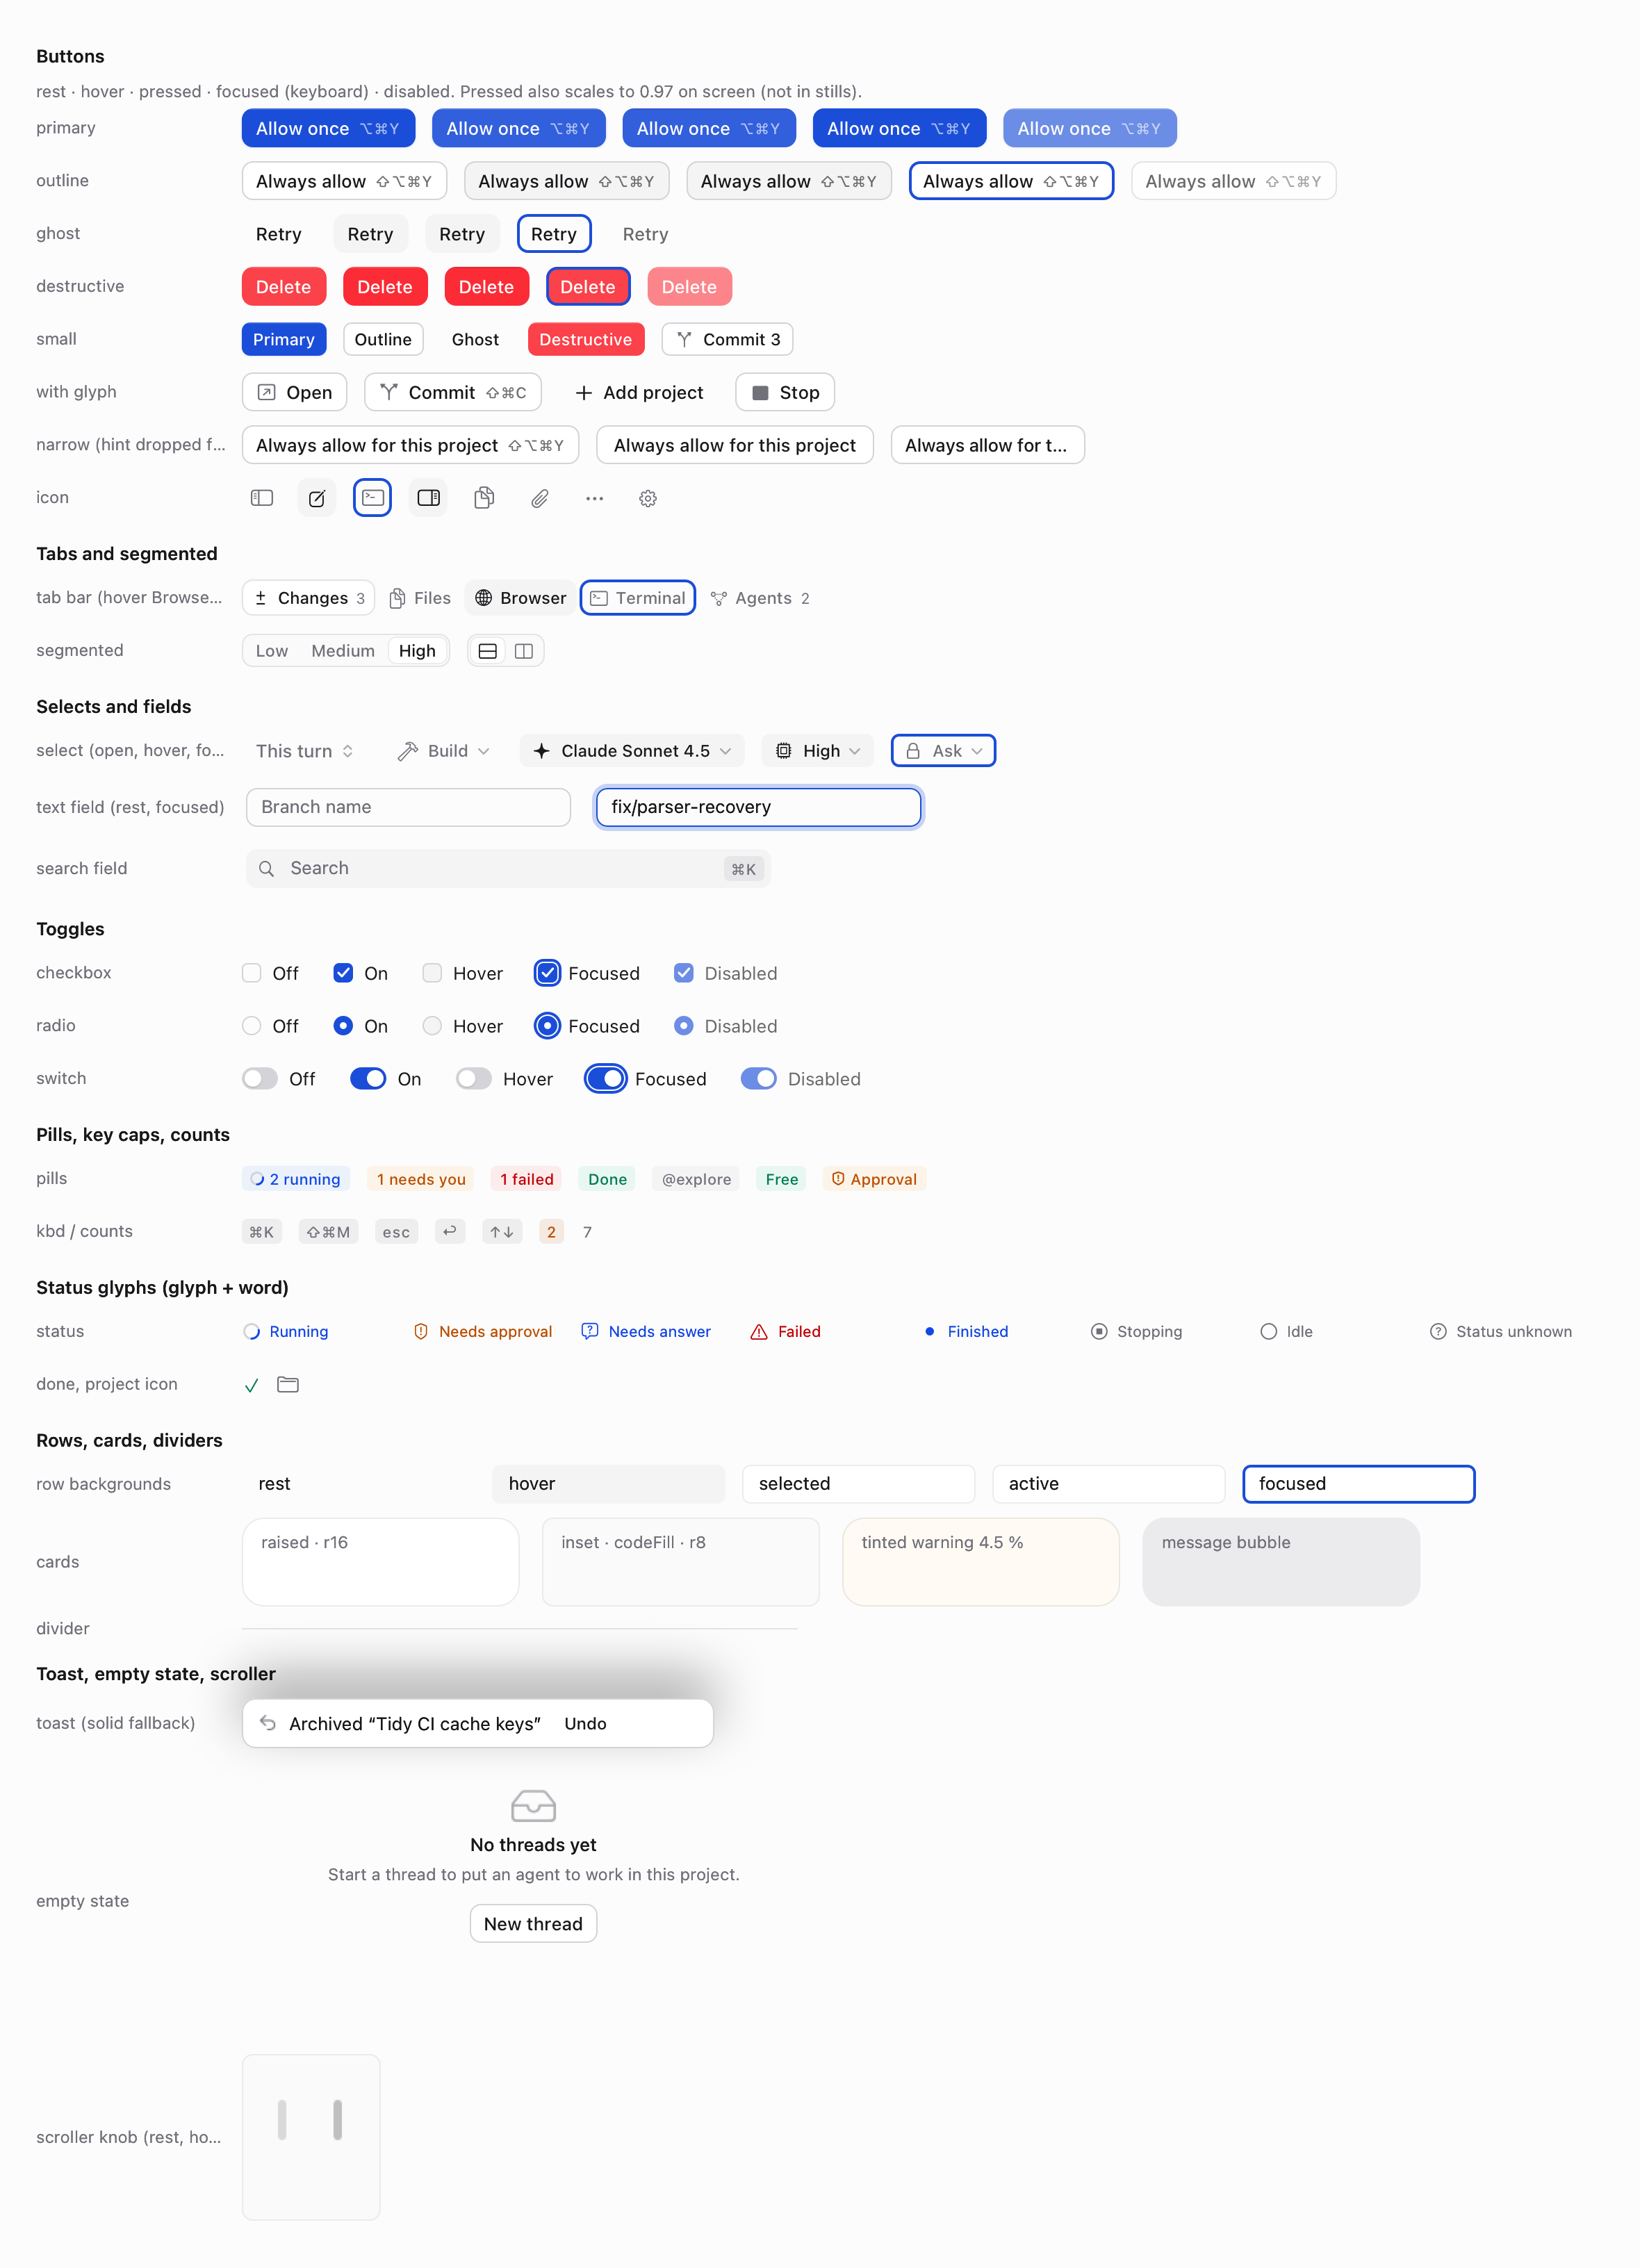 Buttons
rest · hover · pressed · focused (keyboard) · disabled. Pressed also scales to 0.97 on screen (not in stills).
primary Allow once ⌥⌘Y Allow once ⌥⌘Y Allow once ⌥⌘Y Allow once ⌥⌘Y Allow once ⌥⌘Y
outline Always allow ⇧⌥⌘Y Always allow ⇧⌥⌘Y Always allow ⇧⌥⌘Y Always allow ⇧⌥⌘Y Always allow ⇧⌥⌘Y
ghost Retry Retry Retry Retry Retry
destructive Delete Delete Delete Delete Delete
small Primary Outline Ghost Destructive Commit 3
with glyph Open Commit ⇧⌘C Add project Stop
narrow (hint dropped f... Always allow for this project ⇧⌥⌘Y Always allow for this project Always allow for t...
icon
Tabs and segmented
tab bar (hover Browse... Changes 3 Files Browser Terminal Agents 2
segmented Low Medium High
Selects and fields
select (open, hover, fo... This turn Build Claude Sonnet 4.5 High Ask
text field (rest, focused) Branch name fix/parser-recovery
search field Search ⌘K
Toggles
checkbox Off On Hover Focused Disabled
radio Off On Hover Focused Disabled
switch Off On Hover Focused Disabled
Pills, key caps, counts
pills 2 running 1 needs you 1 failed Done @explore Free Approval
kbd / counts ⌘K ⇧⌘M esc ↩ ↑↓ 2 7
Status glyphs (glyph + word)
status Running Needs approval Needs answer Failed Finished Stopping Idle Status unknown
done, project icon
Rows, cards, dividers
row backgrounds rest hover selected active focused
cards raised · r16 inset · codeFill · r8 tinted warning 4.5 % message bubble
divider
Toast, empty state, scroller
toast (solid fallback) Archived “Tidy CI cache keys” Undo
No threads yet
Start a thread to put an agent to work in this project.
empty state
New thread
scroller knob (rest, ho...